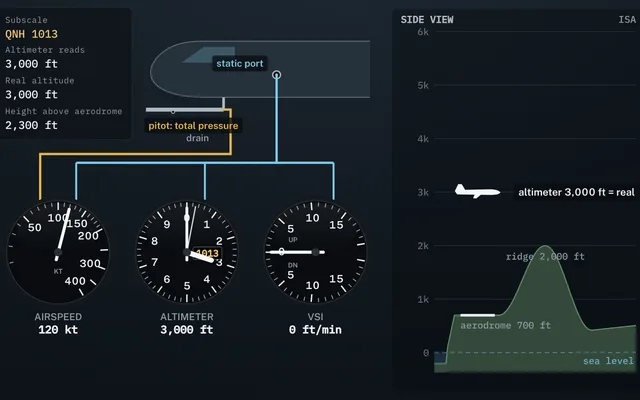 Subscale
QNH 1013
Altimeter reads
3,000 ft
Real altitude
3,000 ft
Height above aerodrome
2,300 ft
static port
pitot: total pressure
drain
50
100
150
200
300
400
KT
AIRSPEED
120 kt
0
1
2
3
4
5
6
7
8
9
1013
ALTIMETER
3,000 ft
0
5
10
15
UP
DN
5
10
15
VSI
0 ft/min
SIDE VIEW
ISA
6k
5k
4k
3k
altimeter 3,000 ft = real
2k
ridge 2,000 ft
1k
aerodrome 700 ft
0
sea level